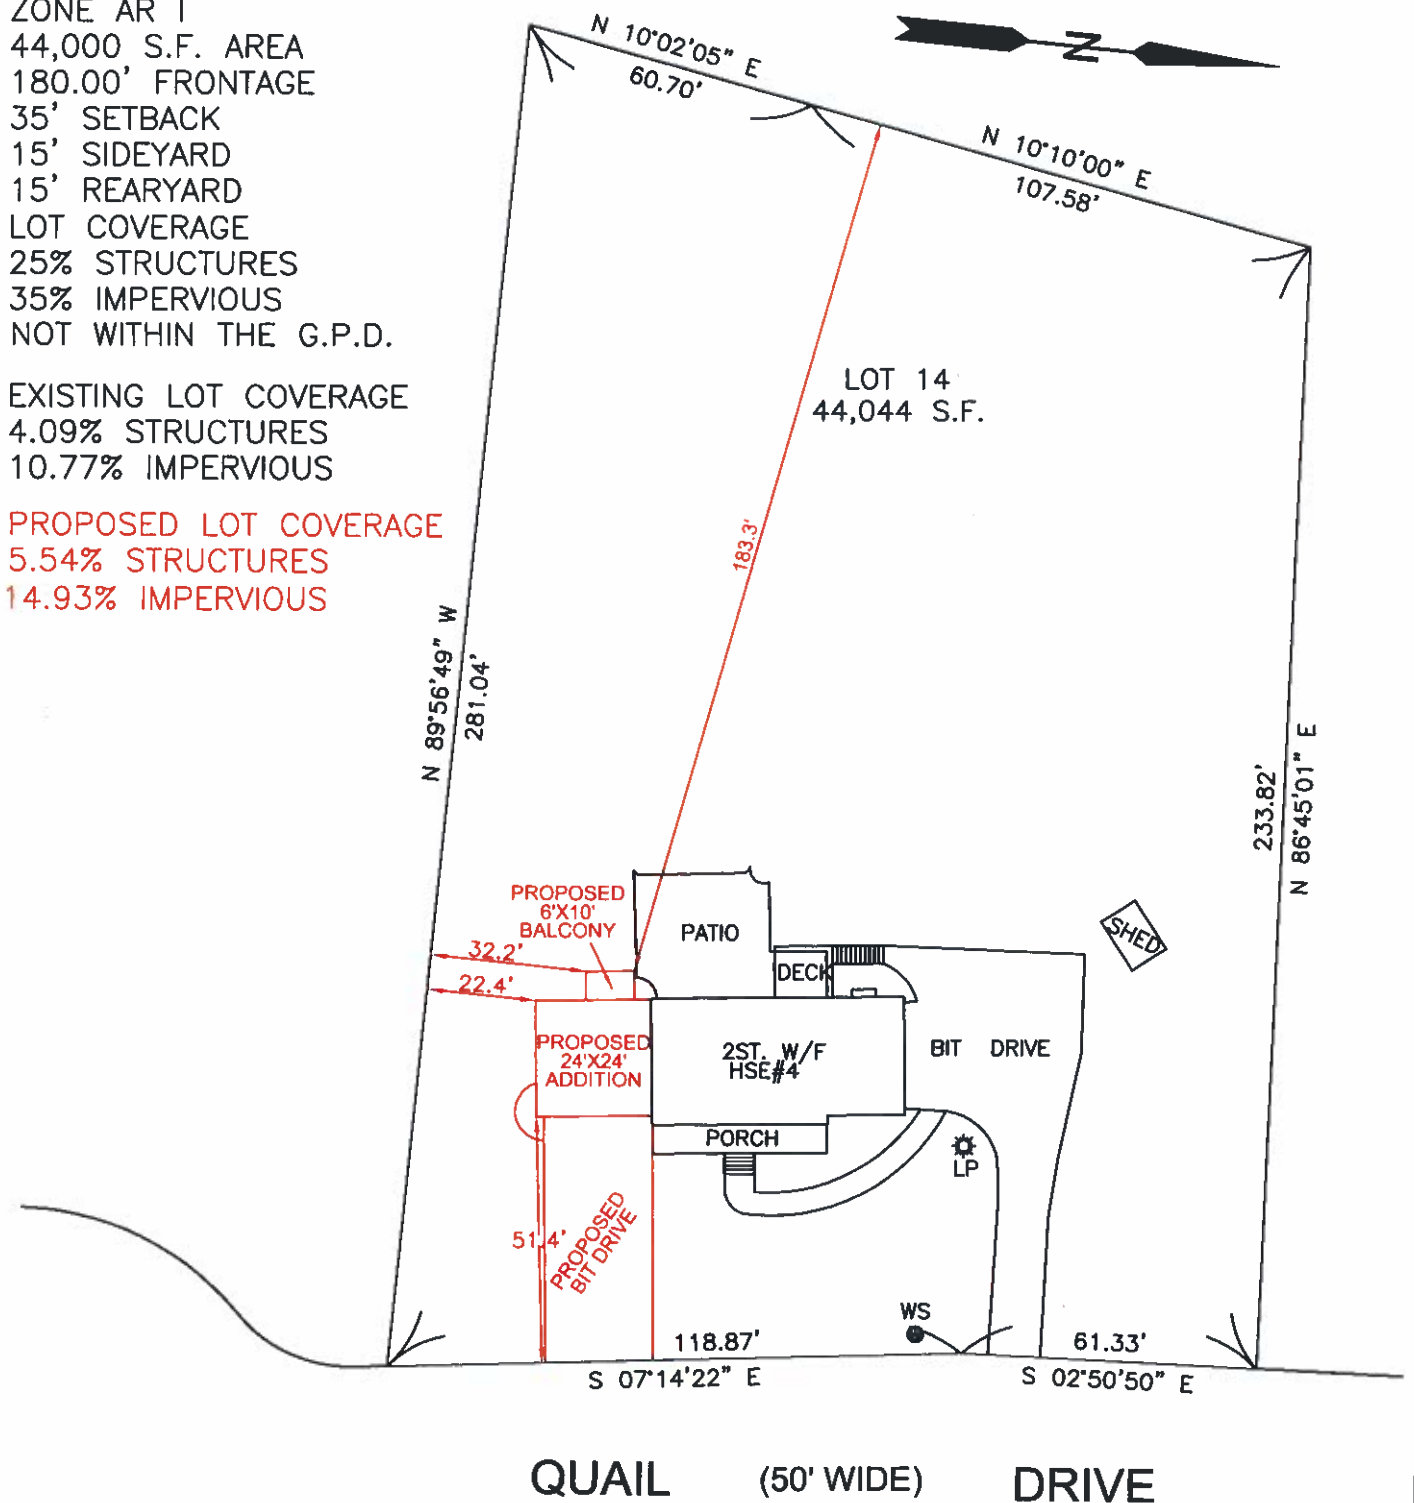 ZONE AR 1
44,000 S.F. AREA
180.00' FRONTAGE
35' SETBACK
15' SIDEYARD
15' REARYARD
LOT COVERAGE
25% STRUCTURES
35% IMPERVIOUS
NOT WITHIN THE G.P.D.
EXISTING LOT COVERAGE
4.09% STRUCTURES
10.77% IMPERVIOUS
PROPOSED LOT COVERAGE
5.54% STRUCTURES
14.93% IMPERVIOUS
N 10°02'05" E
60.70'
N
N 10°10'00" E
107.58'
LOT 14
44,044 S.F.
183.3'
N 89°56'49" W
281.04'
233.82'
N 86°45'01" E
PROPOSED
6'X10'
BALCONY
32.2'
22.4'
PATIO
DECK
SHED
PROPOSED
24'X24'
ADDITION
2ST. W/F
HSE#4
BIT DRIVE
PORCH
LP
51.4'
PROPOSED
BIT DRIVE
WS
118.87'
61.33'
S 07°14'22" E
S 02°50'50" E
QUAIL (50' WIDE) DRIVE